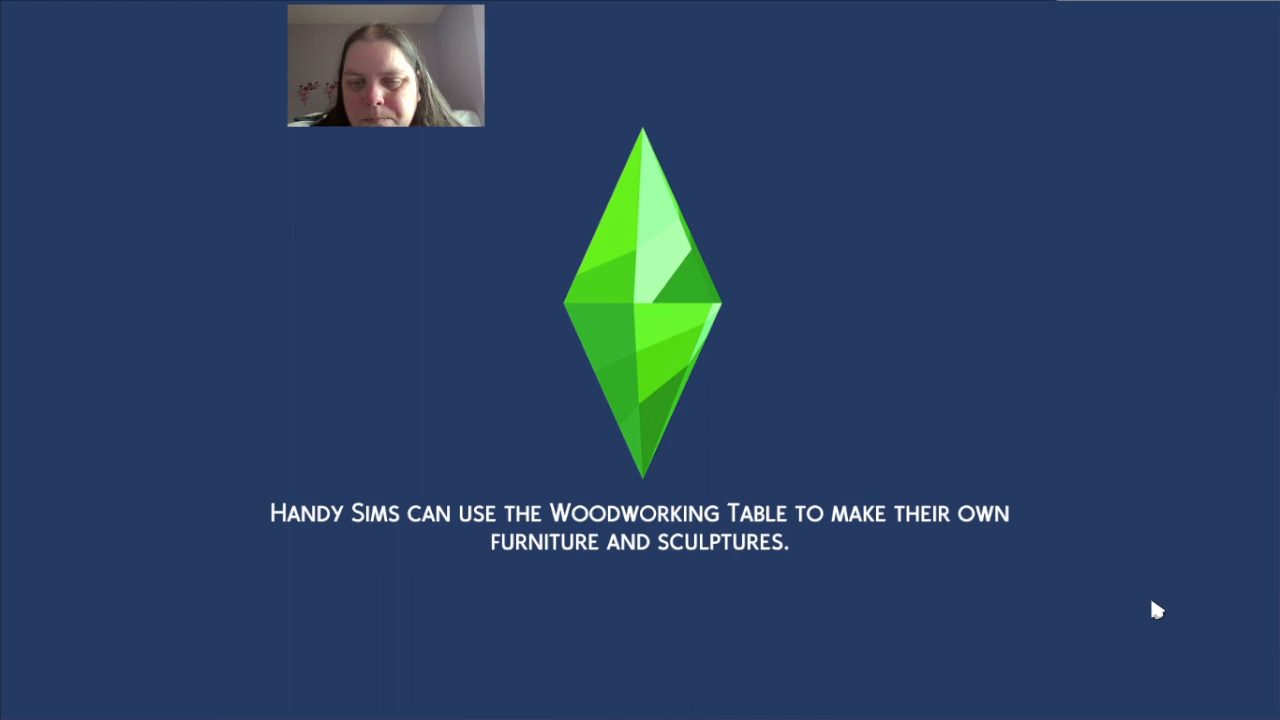 Handy Sims can use the Woodworking Table to make their own
furniture and sculptures.